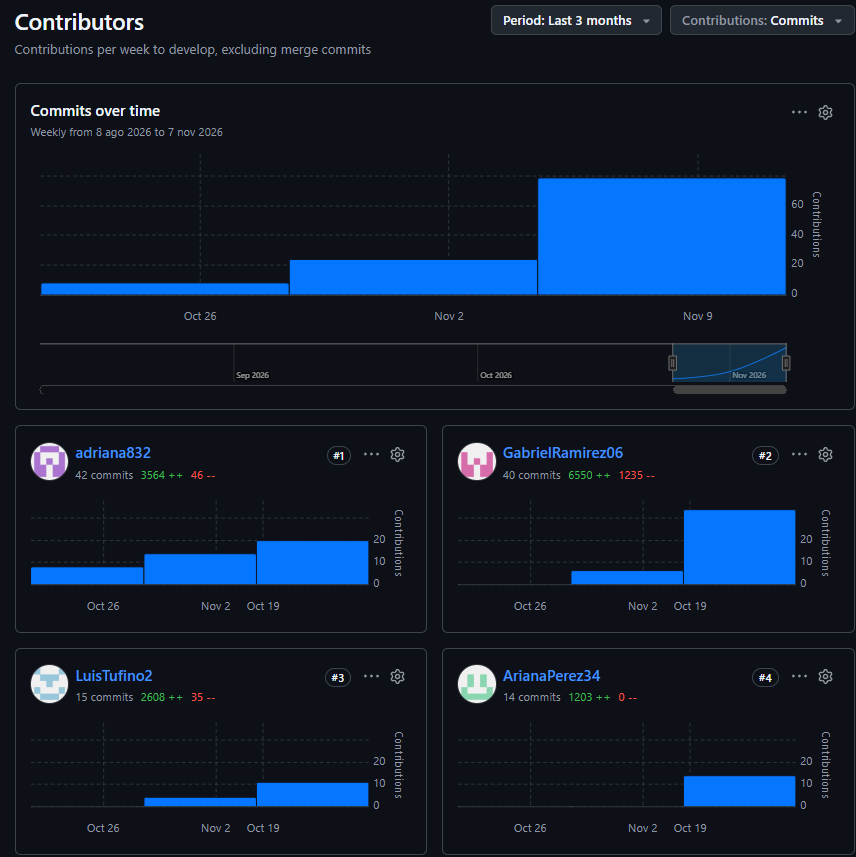 Contributors
Period: Last 3 months
Contributions: Commits
Contributions per week to develop, excluding merge commits
Commits over time
Weekly from 8 ago 2026 to 7 nov 2026
60
40
20
0
Contributions
Oct 26
Nov 2
Nov 9
Sep 2026
Oct 2026
Nov 2026
adriana832
#1
42 commits 3564 ++ 46 --
20
10
0
Contributions
Oct 26
Nov 2
Oct 19
GabrielRamirez06
#2
40 commits 6550 ++ 1235 --
20
10
0
Contributions
Oct 26
Nov 2
Oct 19
LuisTufino2
#3
15 commits 2608 ++ 35 --
20
10
0
Contributions
Oct 26
Nov 2
Oct 19
ArianaPerez34
#4
14 commits 1203 ++ 0 --
20
10
0
Contributions
Oct 26
Nov 2
Oct 19